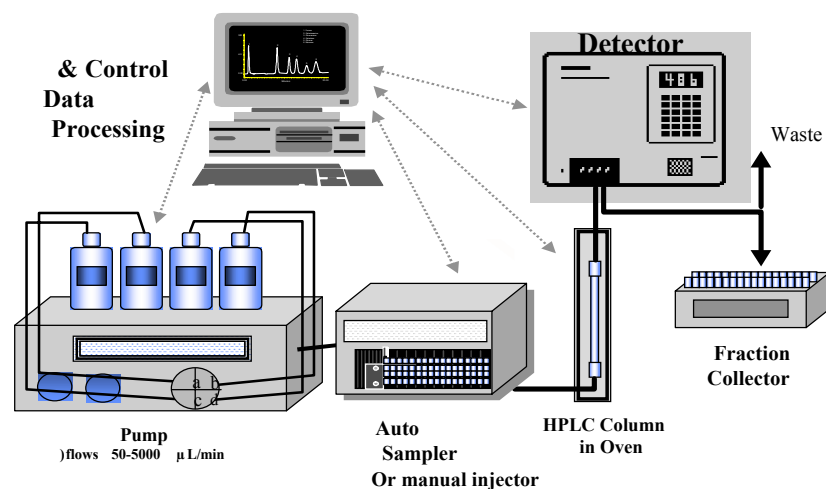 Detector
& Control
Data
Processing
486
Waste
a b
c d
Fraction
Collector
Auto
Sampler
Or manual injector
HPLC Column
in Oven
Pump
)flows 50-5000 µ L/min